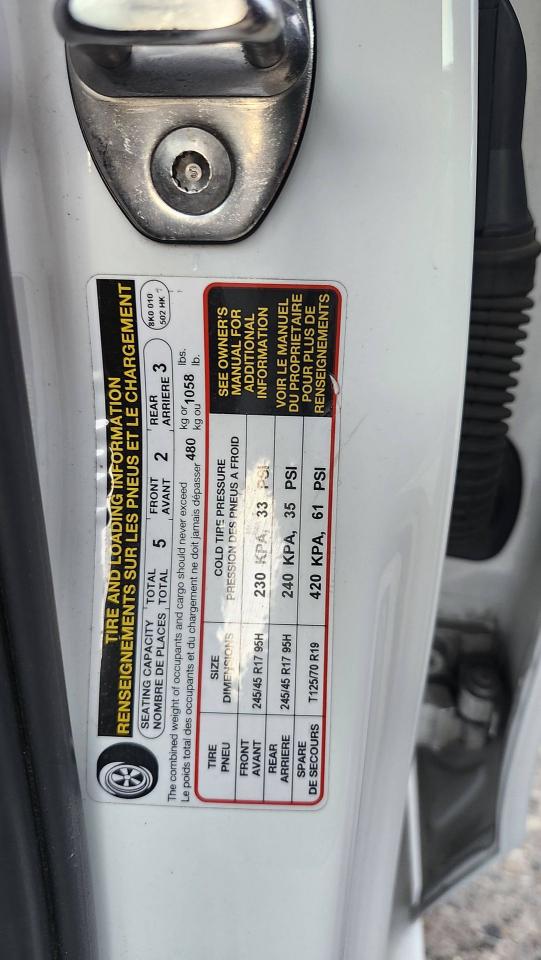 TIRE AND LOADING INFORMATION
RENSEIGNEMENTS SUR LES PNEUS ET LE CHARGEMENT
SEATING CAPACITY TOTAL 5 FRONT 2 REAR 3
NOMBRE DE PLACES TOTAL AVANT ARRIERE
8K0 010
502 HK
The combined weight of occupants and cargo should never exceed 480 kg or 1058 lbs.
Le poids total des occupants et du chargement ne doit jamais dépasser kg ou lb.
TIRE SIZE COLD TIRE PRESSURE
PNEU DIMENSIONS PRESSION DES PNEUS A FROID
FRONT
AVANT 245/45 R17 95H 230 KPA, 33 PSI
REAR
ARRIERE 245/45 R17 95H 240 KPA, 35 PSI
SPARE
DE SECOURS T125/70 R19 420 KPA, 61 PSI
SEE OWNER'S
MANUAL FOR
ADDITIONAL
INFORMATION
VOIR LE MANUEL
DU PROPRIETAIRE
POUR PLUS DE
RENSEIGNEMENTS